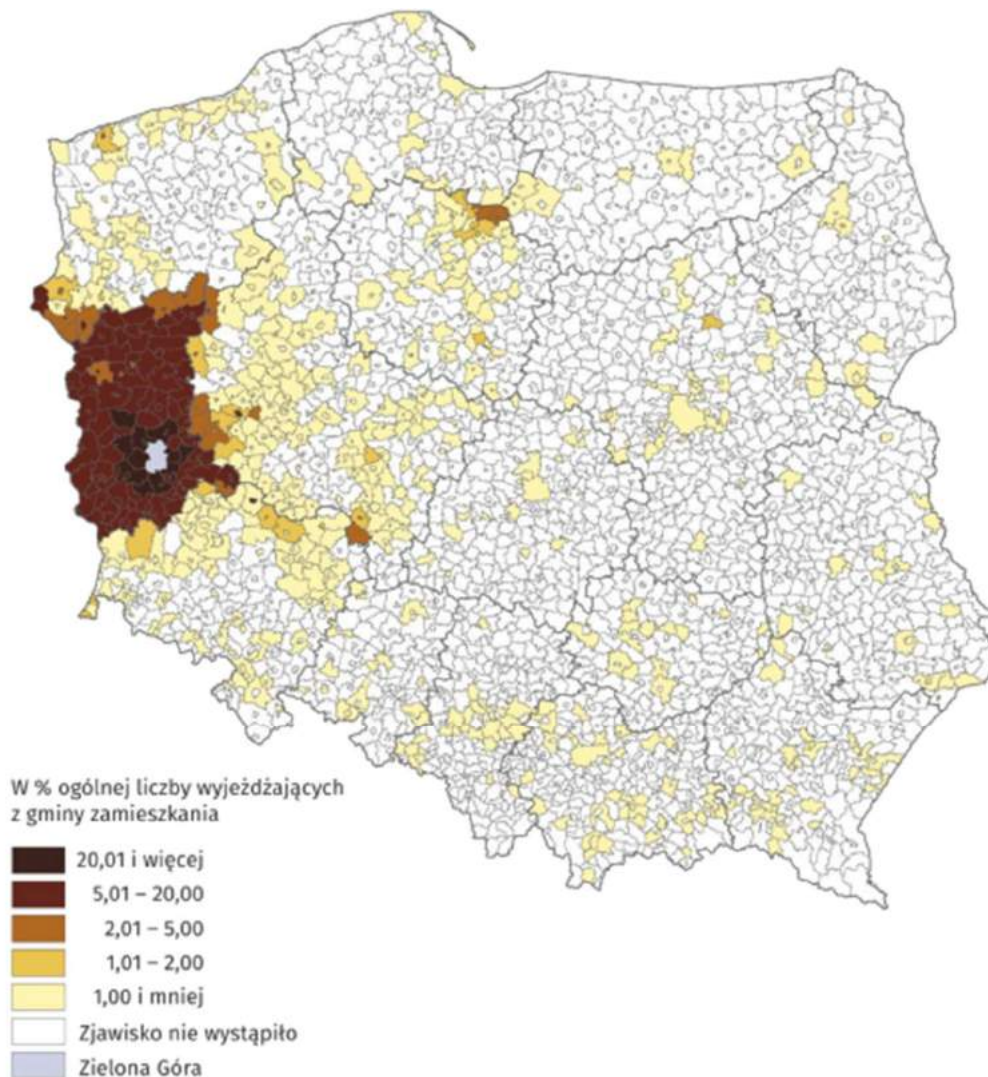 W % ogólnej liczby wyjeżdżających
z gminy zamieszkania
20,01 i więcej
5,01 – 20,00
2,01 – 5,00
1,01 – 2,00
1,00 i mniej
Zjawisko nie wystąpiło
Zielona Góra